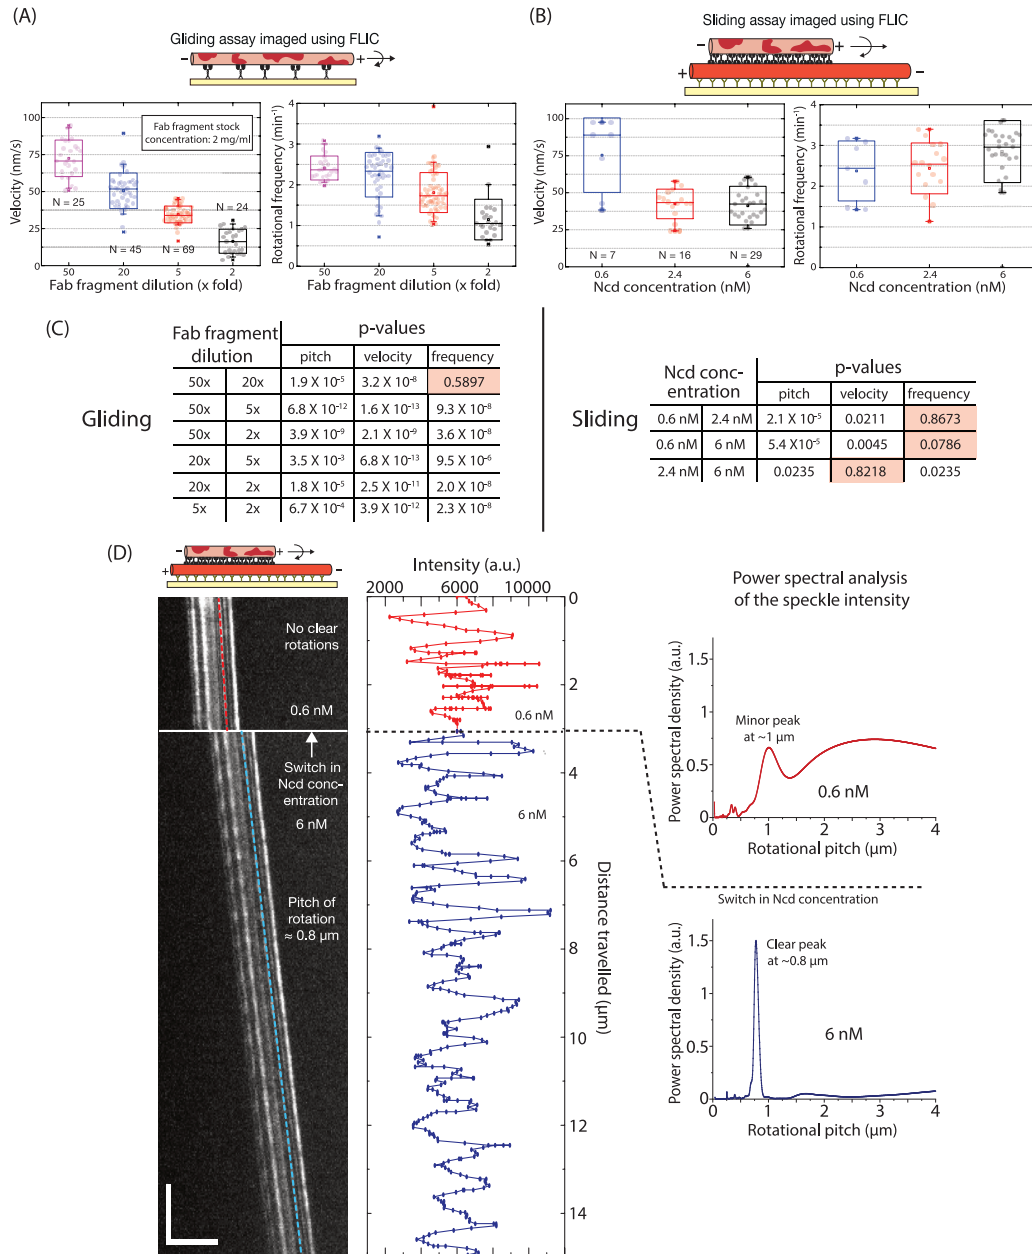 (A)
Gliding assay imaged using FLIC
-
+
Velocity (nm/s)
100
75
50
25
0
Fab fragment stock
concentration: 2 mg/ml
N = 25
N = 45
N = 69
N = 24
50
20
5
2
Fab fragment dilution (x fold)
Rotational frequency (min⁻¹)
4
3
2
1
0
50
20
5
2
Fab fragment dilution (x fold)
(B)
Sliding assay imaged using FLIC
-
+
+
-
Velocity (nm/s)
100
75
50
25
0
N = 7
N = 16
N = 29
0.6
2.4
6
Ncd concentration (nM)
Rotational frequency (min⁻¹)
4
3
2
1
0
0.6
2.4
6
Ncd concentration (nM)
(C)
Gliding
Fab fragment dilution p-values
pitch velocity frequency
50x 20x 1.9 X 10⁻⁵ 3.2 X 10⁻⁸ 0.5897
50x 5x 6.8 X 10⁻¹² 1.6 X 10⁻¹³ 9.3 X 10⁻⁸
50x 2x 3.9 X 10⁻⁹ 2.1 X 10⁻⁹ 3.6 X 10⁻⁸
20x 5x 3.5 X 10⁻³ 6.8 X 10⁻¹³ 9.5 X 10⁻⁶
20x 2x 1.8 X 10⁻⁵ 2.5 X 10⁻¹¹ 2.0 X 10⁻⁸
5x 2x 6.7 X 10⁻⁴ 3.9 X 10⁻¹² 2.3 X 10⁻⁸
Sliding
Ncd conc-
entration p-values
pitch velocity frequency
0.6 nM 2.4 nM 2.1 X 10⁻⁵ 0.0211 0.8673
0.6 nM 6 nM 5.4 X10⁻⁵ 0.0045 0.0786
2.4 nM 6 nM 0.0235 0.8218 0.0235
(D)
-
+
+
-
No clear
rotations
0.6 nM
Switch in
Ncd conc-
entration
6 nM
Pitch of
rotation
≈ 0.8 µm
Intensity (a.u.)
2000 6000 10000
0
2
4
6
8
10
12
14
0.6 nM
6 nM
Distance travelled (µm)
Power spectral analysis
of the speckle intensity
Power spectral density (a.u.)
1.5
1
0.5
0
Minor peak
at ~1 µm
0.6 nM
0 1 2 3 4
Rotational pitch (µm)
Switch in Ncd concentration
Power spectral density (a.u.)
1.5
1
0.5
0
Clear peak
at ~0.8 µm
6 nM
0 1 2 3 4
Rotational pitch (µm)